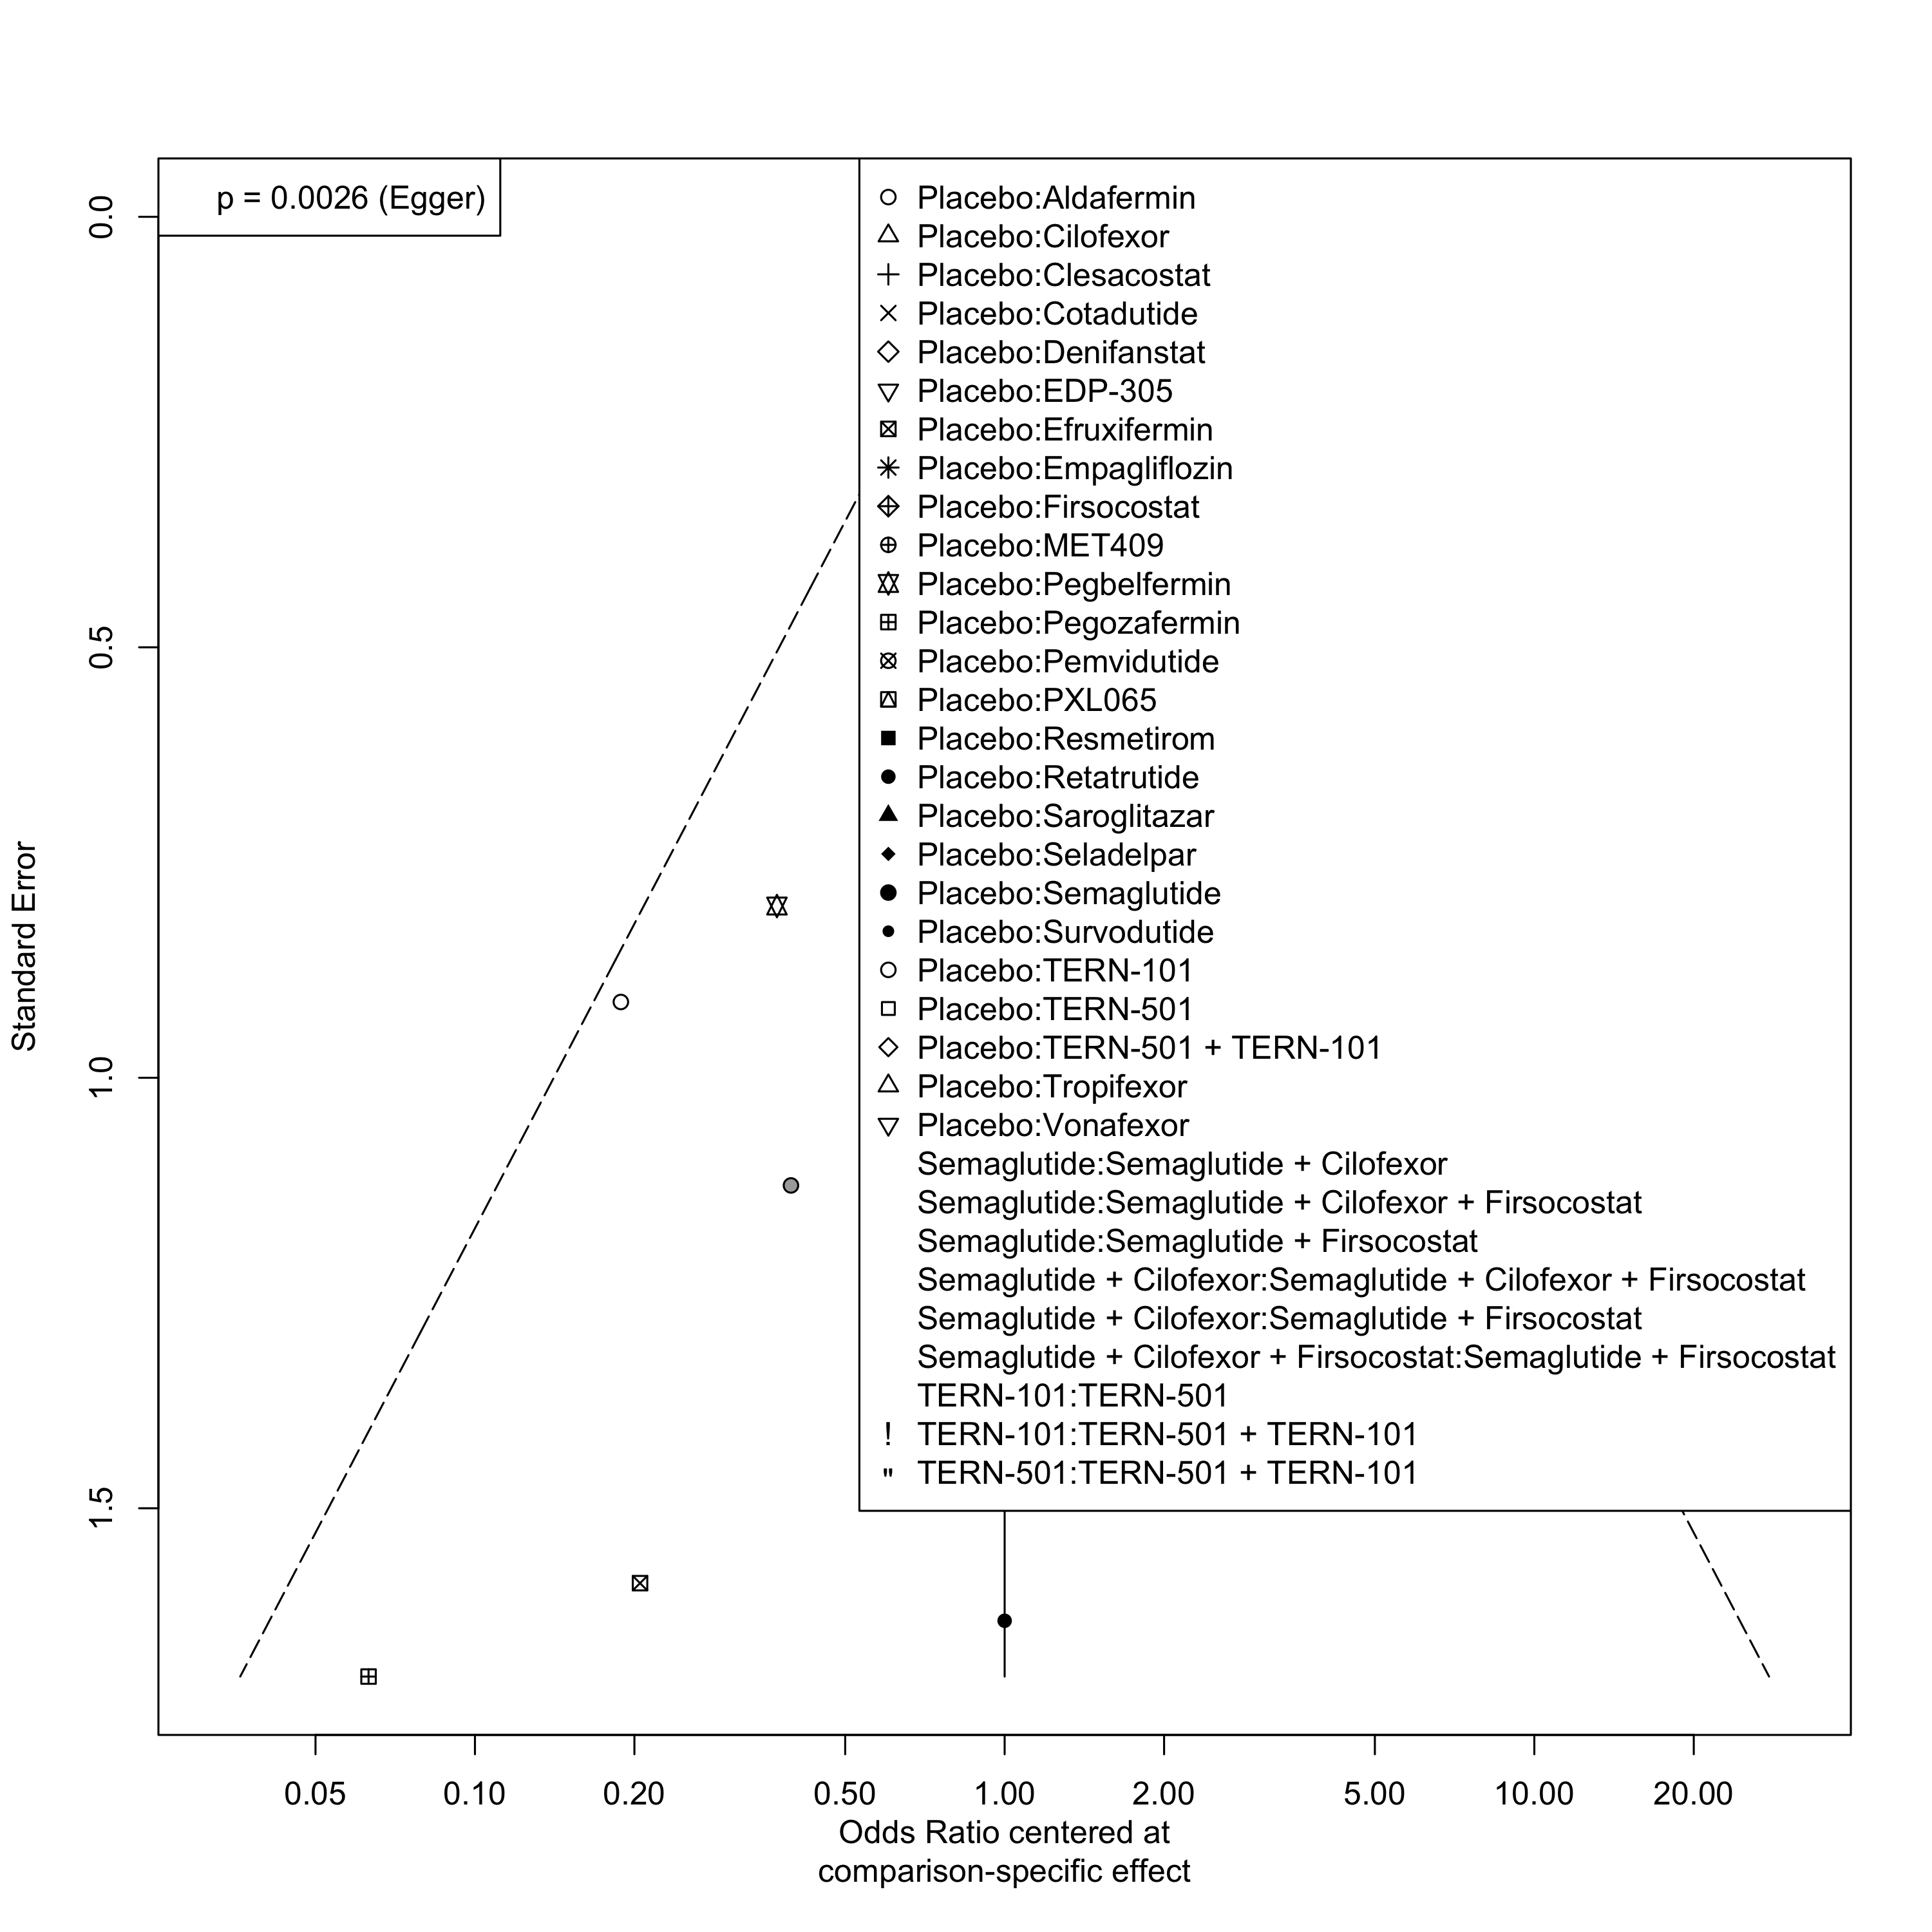 p = 0.0026 (Egger)
Placebo:Aldafermin
Placebo:Cilofexor
Placebo:Clesacostat
Placebo:Cotadutide
Placebo:Denifanstat
Placebo:EDP-305
Placebo:Efruxifermin
Placebo:Empagliflozin
Placebo:Firsocostat
Placebo:MET409
Placebo:Pegbelfermin
Placebo:Pegozafermin
Placebo:Pemvidutide
Placebo:PXL065
Placebo:Resmetirom
Placebo:Retatrutide
Placebo:Saroglitazar
Placebo:Seladelpar
Placebo:Semaglutide
Placebo:Survodutide
Placebo:TERN-101
Placebo:TERN-501
Placebo:TERN-501 + TERN-101
Placebo:Tropifexor
Placebo:Vonafexor
Semaglutide:Semaglutide + Cilofexor
Semaglutide:Semaglutide + Cilofexor + Firsocostat
Semaglutide:Semaglutide + Firsocostat
Semaglutide + Cilofexor:Semaglutide + Cilofexor + Firsocostat
Semaglutide + Cilofexor:Semaglutide + Firsocostat
Semaglutide + Cilofexor + Firsocostat:Semaglutide + Firsocostat
TERN-101:TERN-501
! TERN-101:TERN-501 + TERN-101
" TERN-501:TERN-501 + TERN-101
Standard Error
0.0
0.5
1.0
1.5
0.05 0.10 0.20 0.50 1.00 2.00 5.00 10.00 20.00
Odds Ratio centered at
comparison-specific effect